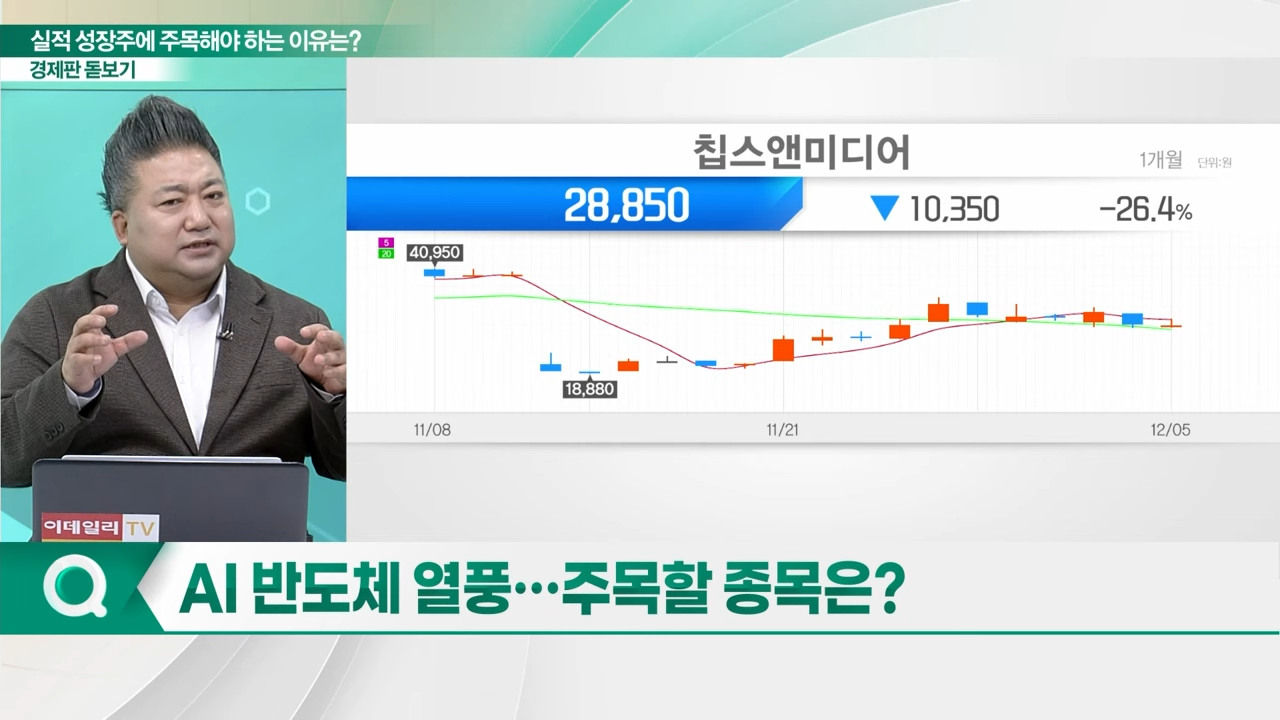 실적 성장주에 주목해야 하는 이유는?
경제판 돋보기
칩스앤미디어
1개월 단위:원
28,850 ▼ 10,350 -26.4%
5
20
40,950
18,880
11/08 11/21 12/05
이데일리TV
AI 반도체 열풍…주목할 종목은?